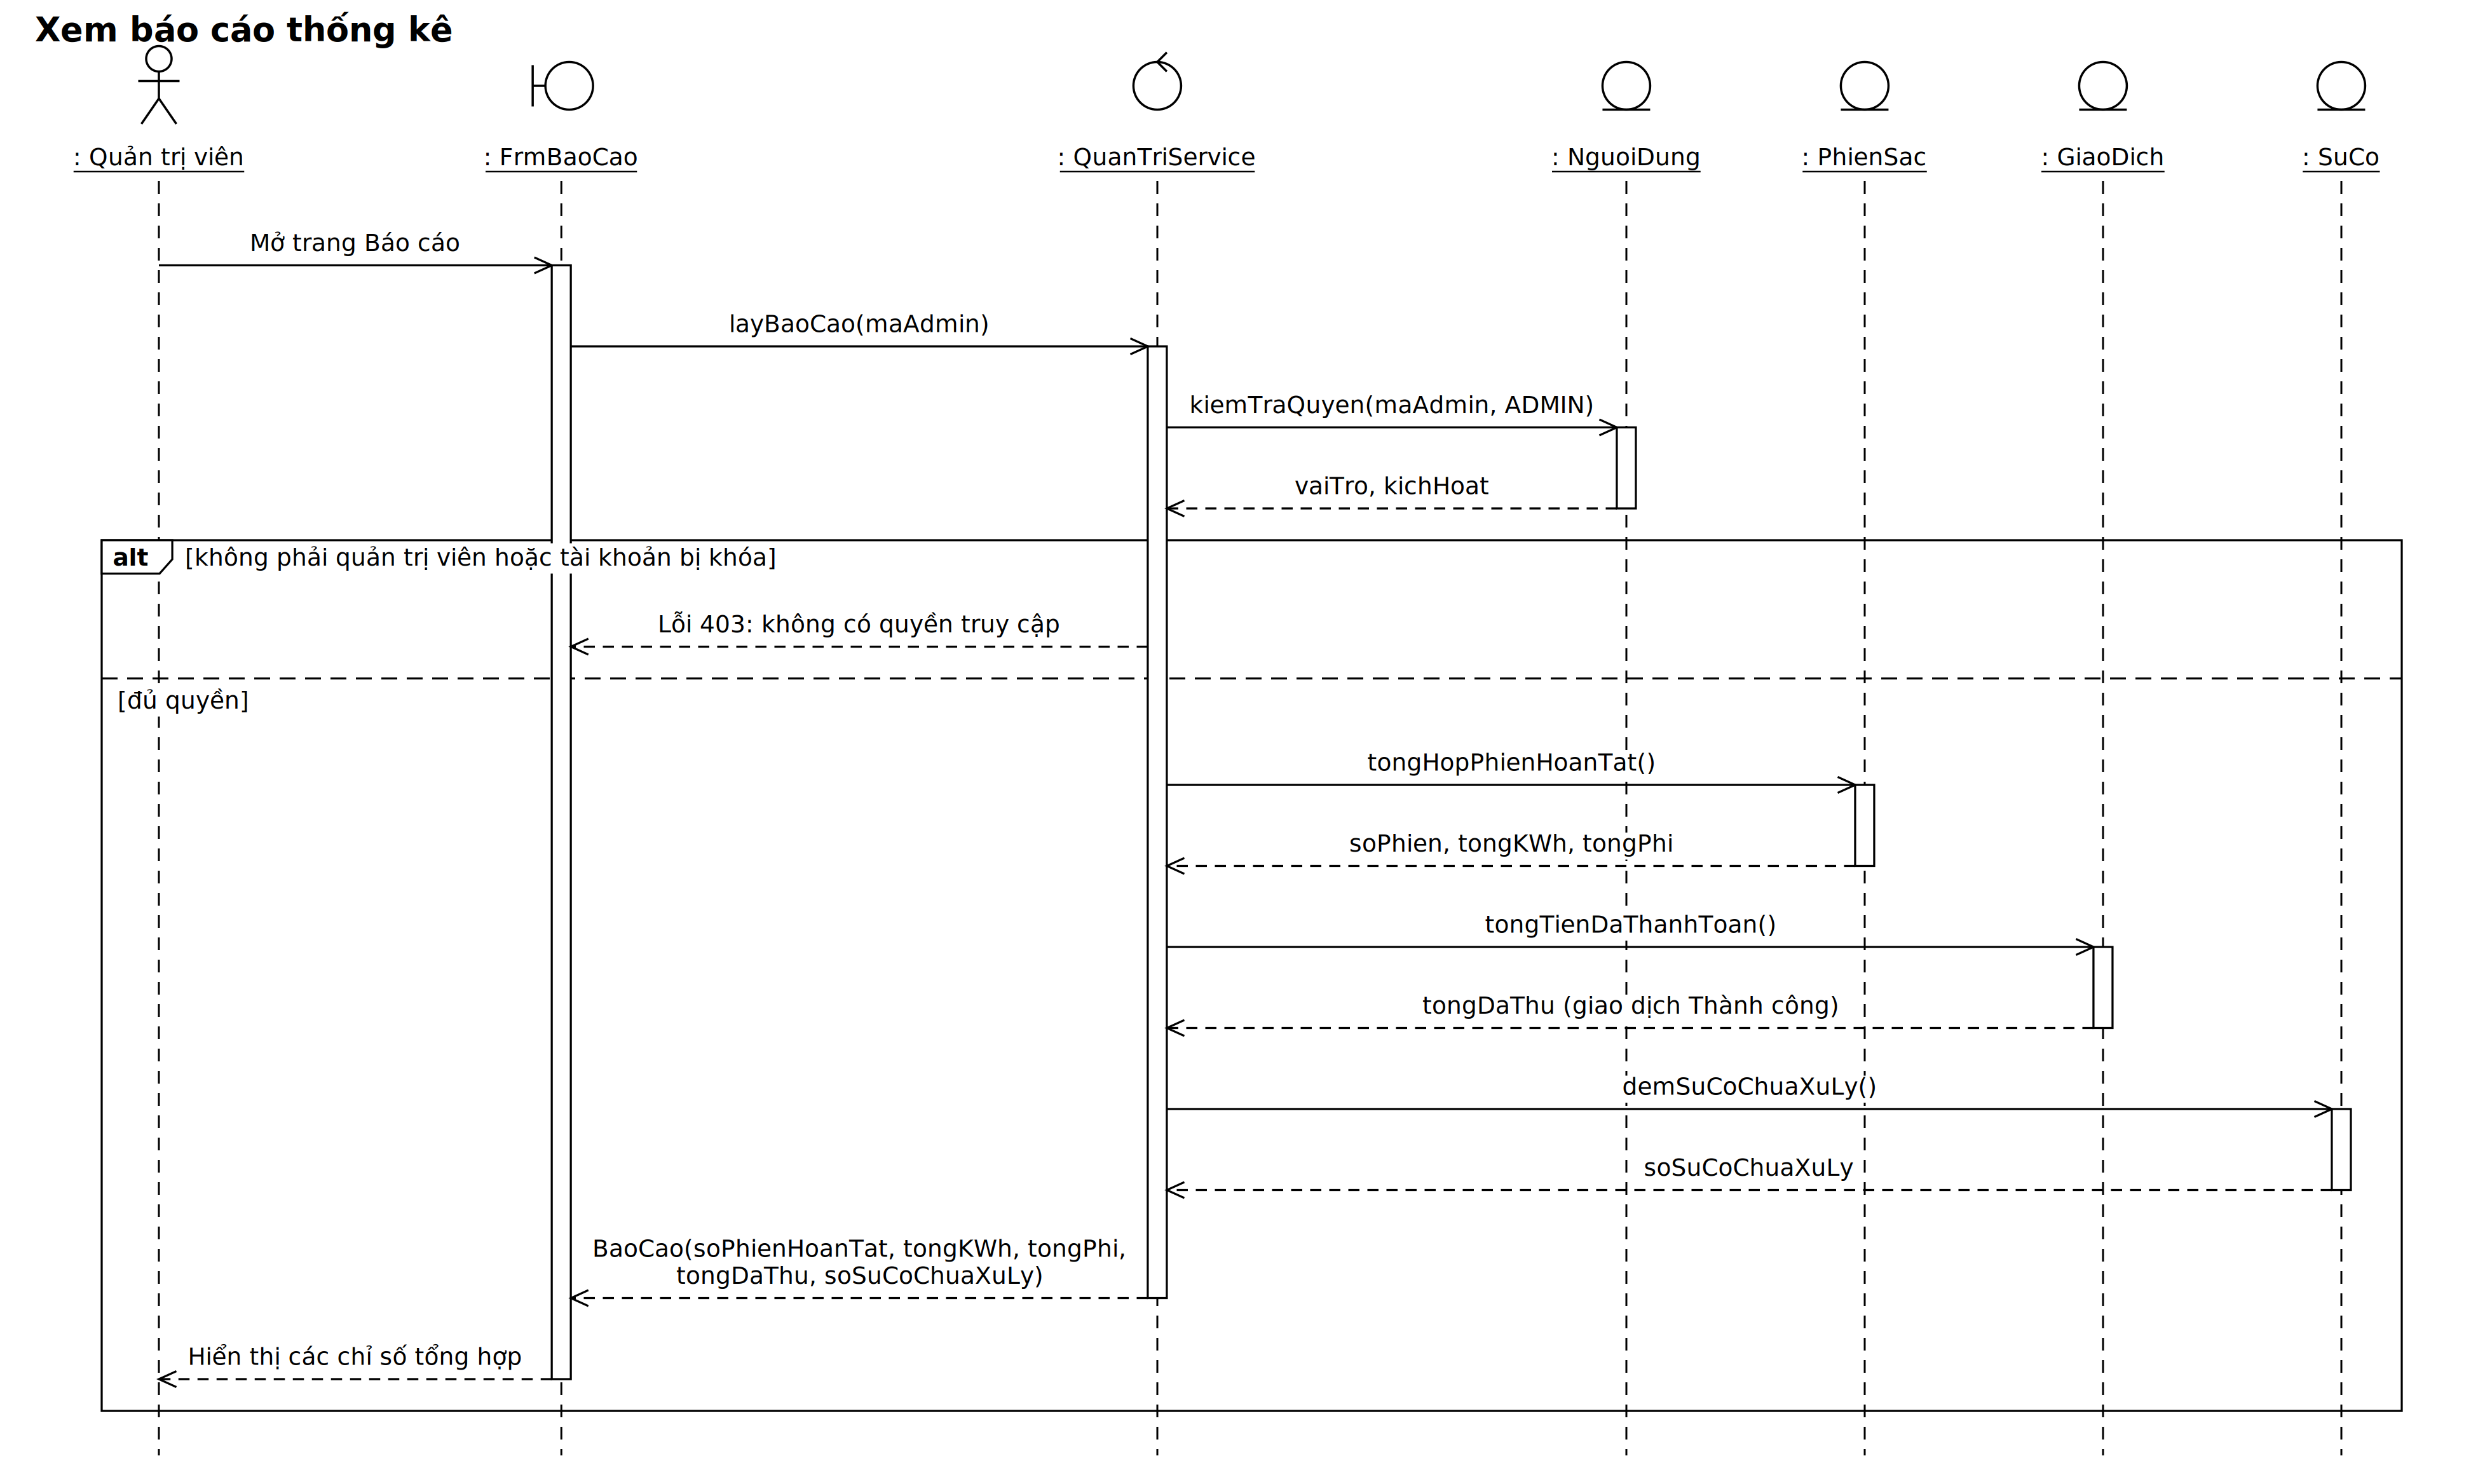 Xem báo cáo thống kê
: Quản trị viên
: FrmBaoCao
: QuanTriService
: NguoiDung
: PhienSac
: GiaoDich
: SuCo
Mở trang Báo cáo
layBaoCao(maAdmin)
kiemTraQuyen(maAdmin, ADMIN)
vaiTro, kichHoat
alt [không phải quản trị viên hoặc tài khoản bị khóa]
Lỗi 403: không có quyền truy cập
[đủ quyền]
tongHopPhienHoanTat()
soPhien, tongKWh, tongPhi
tongTienDaThanhToan()
tongDaThu (giao dịch Thành công)
demSuCoChuaXuLy()
soSuCoChuaXuLy
BaoCao(soPhienHoanTat, tongKWh, tongPhi,
tongDaThu, soSuCoChuaXuLy)
Hiển thị các chỉ số tổng hợp